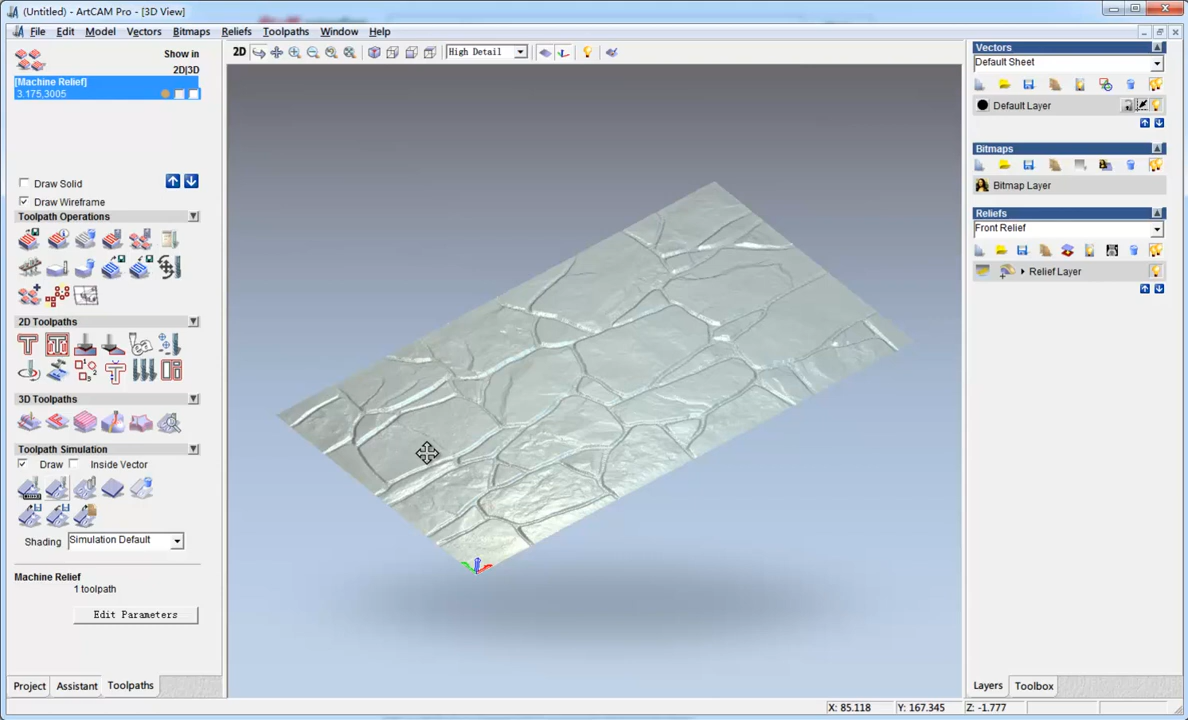 (Untitled) - ArtCAM Pro - [3D View]
File Edit Model Vectors Bitmaps Reliefs Toolpaths Window Help
Show in
2D|3D
[Machine Relief]
3.175,3005
Draw Solid
Draw Wireframe
Toolpath Operations
2D Toolpaths
3D Toolpaths
Toolpath Simulation
Draw Inside Vector
Shading Simulation Default
Machine Relief
1 toolpath
Edit Parameters
Project Assistant Toolpaths
2D High Detail
Vectors
Default Sheet
Default Layer
Bitmaps
Bitmap Layer
Reliefs
Front Relief
Relief Layer
Layers Toolbox
X: 85.118 Y: 167.345 Z: -1.777